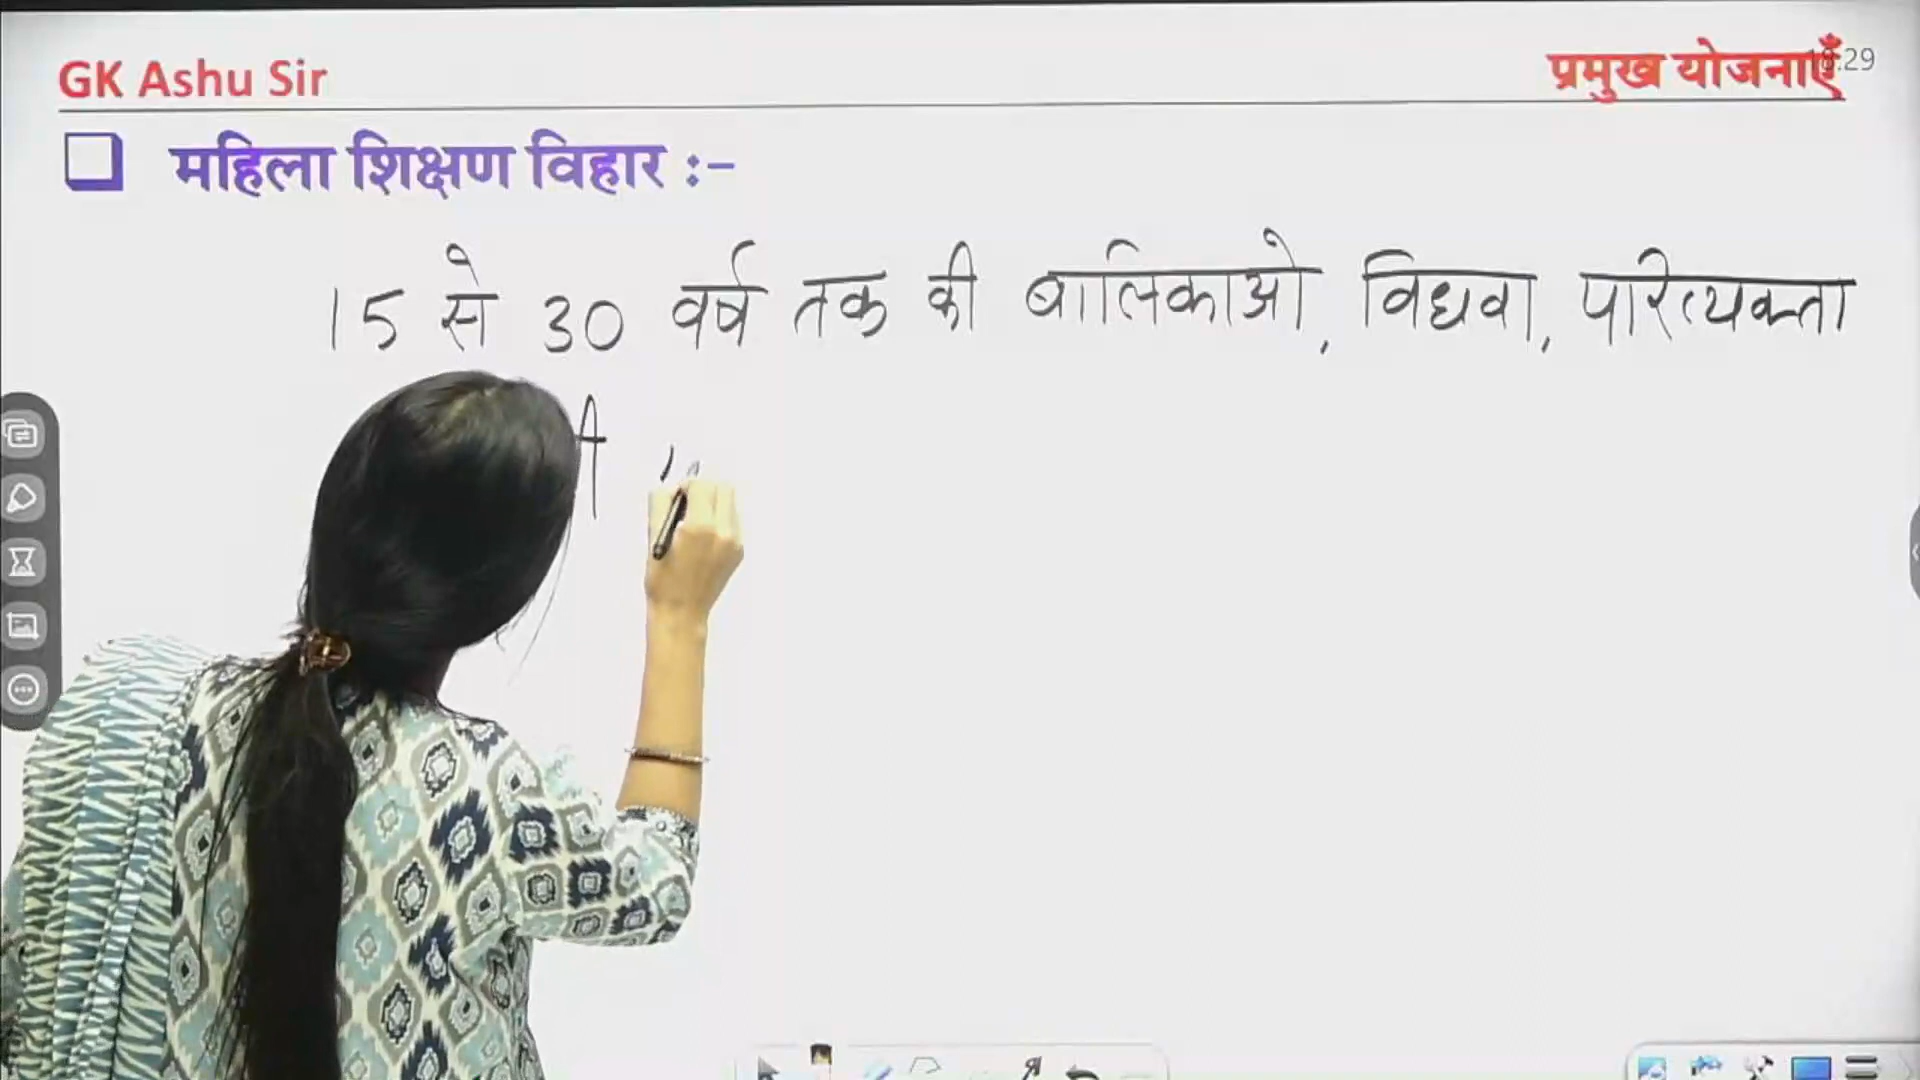 GK Ashu Sir
प्रमुख योजनाएँ
महिला शिक्षण विहार :-
15 से 30 वर्ष तक की बालिकाओ, विधवा, परित्यक्ता